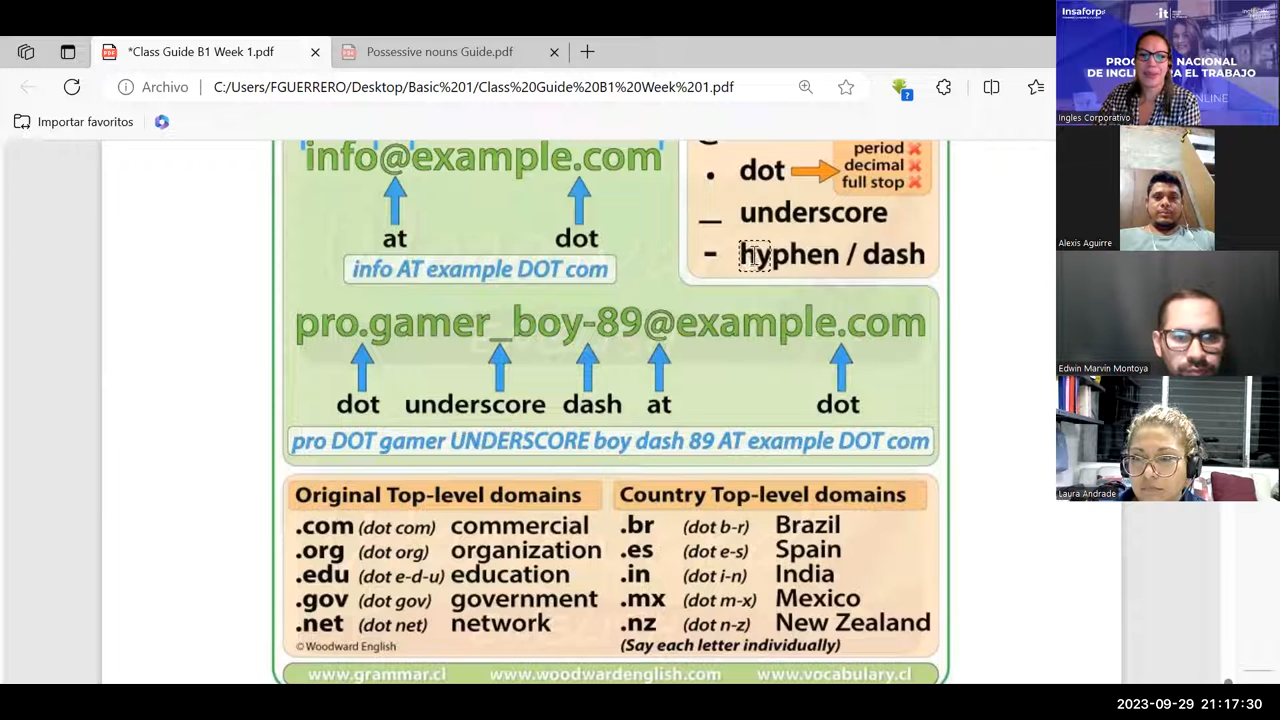 *Class Guide B1 Week 1.pdf
Possessive nouns Guide.pdf
Archivo
C:/Users/FGUERRERO/Desktop/Basic%201/Class%20Guide%20B1%20Week%201.pdf
Importar favoritos
info@example.com
at
dot
info AT example DOT com
period
. dot
decimal
full stop
_ underscore
- hyphen / dash
pro.gamer_boy-89@example.com
dot underscore dash at dot
pro DOT gamer UNDERSCORE boy dash 89 AT example DOT com
Original Top-level domains
.com (dot com) commercial
.org (dot org) organization
.edu (dot e-d-u) education
.gov (dot gov) government
.net (dot net) network
© Woodward English
Country Top-level domains
.br (dot b-r) Brazil
.es (dot e-s) Spain
.in (dot i-n) India
.mx (dot m-x) Mexico
.nz (dot n-z) New Zealand
(Say each letter individually)
www.grammar.cl www.woodwardenglish.com www.vocabulary.cl
Insaforp
NACIONAL
EL TRABAJO
Ingles Corporativo
Alexis Aguirre
Edwin Marvin Montoya
Laura Andrade
2023-09-29 21:17:30